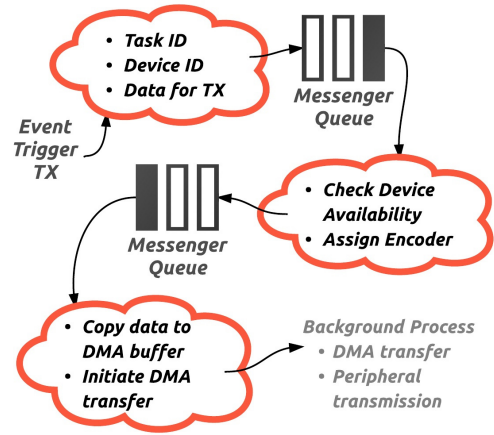 • Task ID
• Device ID
• Data for TX
Messenger
Queue
Event
Trigger
TX
• Check Device
Availability
• Assign Encoder
Messenger
Queue
• Copy data to
DMA buffer
• Initiate DMA
transfer
Background Process
• DMA transfer
• Peripheral
transmission